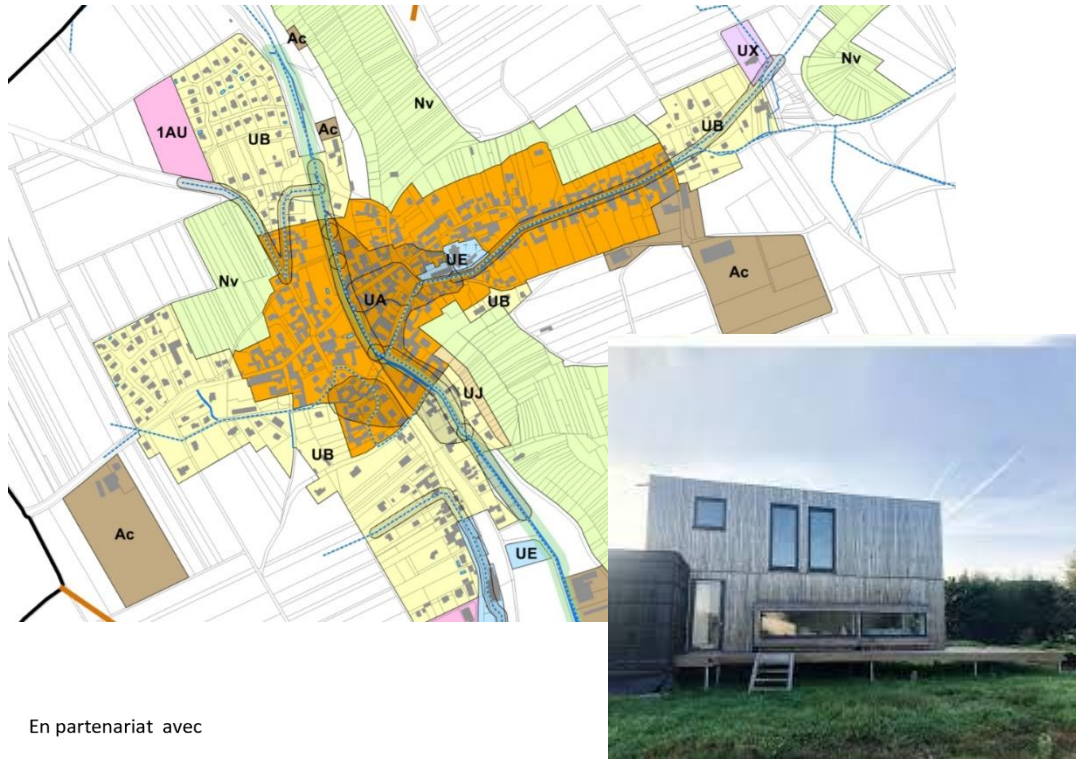 Ac
UX
Nv
Nv
1AU
UB
Ac
UB
UE
Nv
Ac
UA
UB
UJ
UB
Ac
UE
En partenariat avec